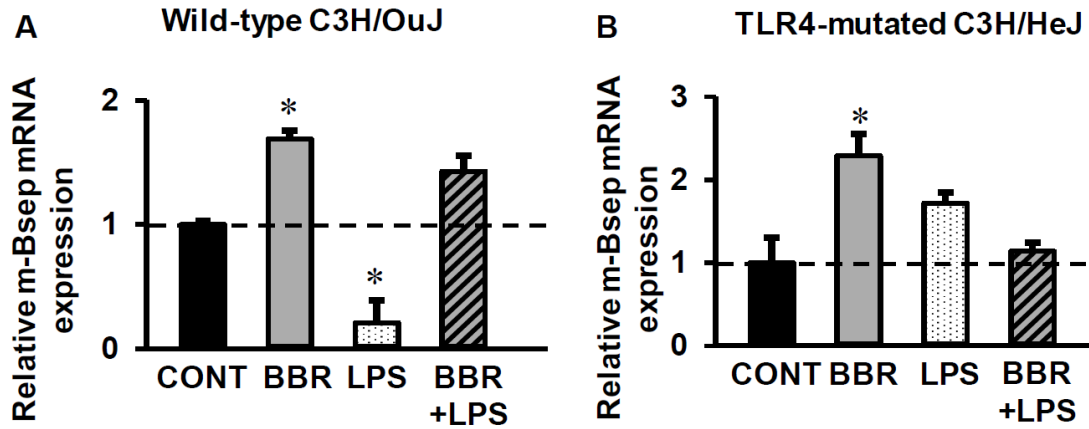 A
Wild-type C3H/OuJ
Relative m-Bsep mRNA
expression
2
1
0
*
*
CONT BBR LPS BBR
+LPS
B
TLR4-mutated C3H/HeJ
Relative m-Bsep mRNA
expression
3
2
1
0
*
CONT BBR LPS BBR
+LPS